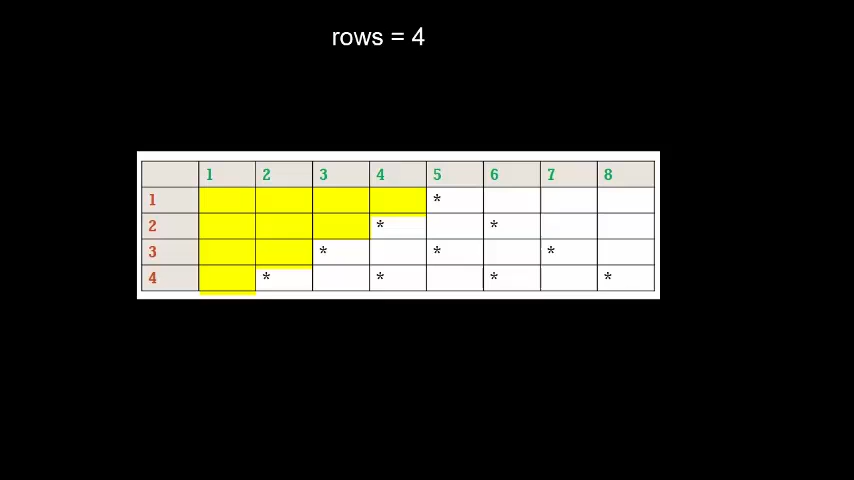 rows = 4
1 2 3 4 5 6 7 8
1 *
2 * *
3 * * *
4 * * * *